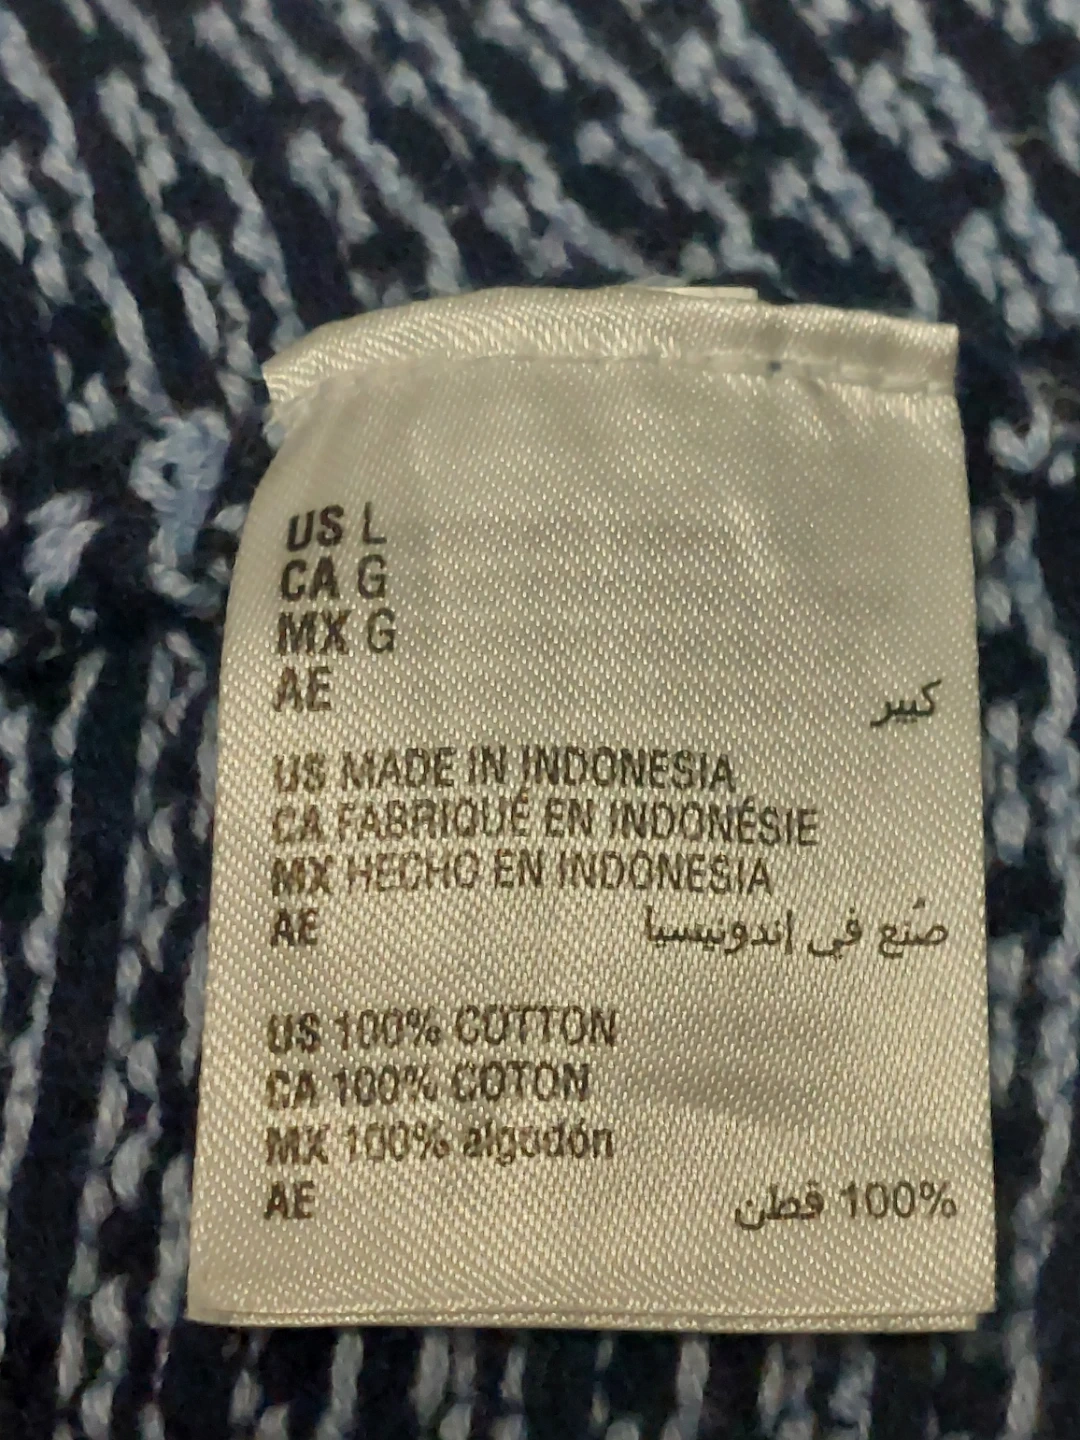 US L
CA G
MX G
AE كبير
US MADE IN INDONESIA
CA FABRIQUÉ EN INDONÉSIE
MX HECHO EN INDONESIA
AE صُنع في إندونيسيا
US 100% COTTON
CA 100% COTON
MX 100% algodón
AE 100% قطن